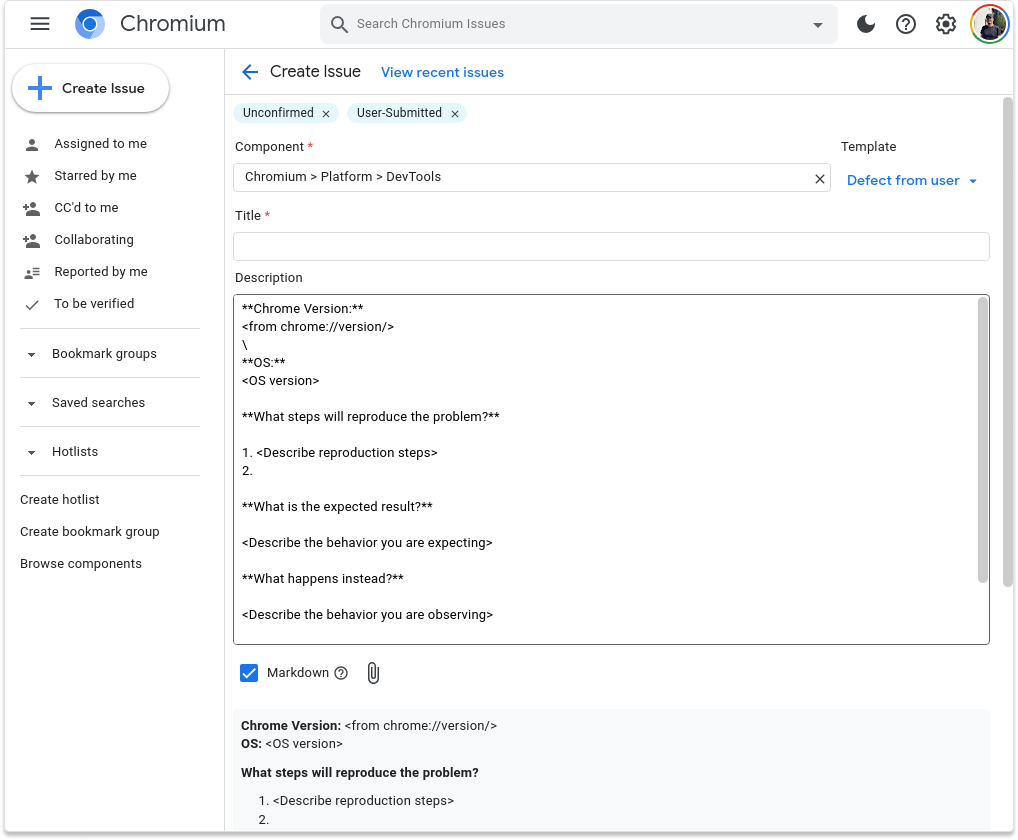 Chromium
Search Chromium Issues
Create Issue
Assigned to me
Starred by me
CC'd to me
Collaborating
Reported by me
To be verified
Bookmark groups
Saved searches
Hotlists
Create hotlist
Create bookmark group
Browse components
Create Issue View recent issues
Unconfirmed × User-Submitted ×
Component * Template
Chromium > Platform > DevTools × Defect from user
Title *
Description
**Chrome Version:**
<from chrome://version/>
\
**OS:**
<OS version>
**What steps will reproduce the problem?**
1. <Describe reproduction steps>
2.
**What is the expected result?**
<Describe the behavior you are expecting>
**What happens instead?**
<Describe the behavior you are observing>
Markdown
Chrome Version: <from chrome://version/>
OS: <OS version>
What steps will reproduce the problem?
1. <Describe reproduction steps>
2.